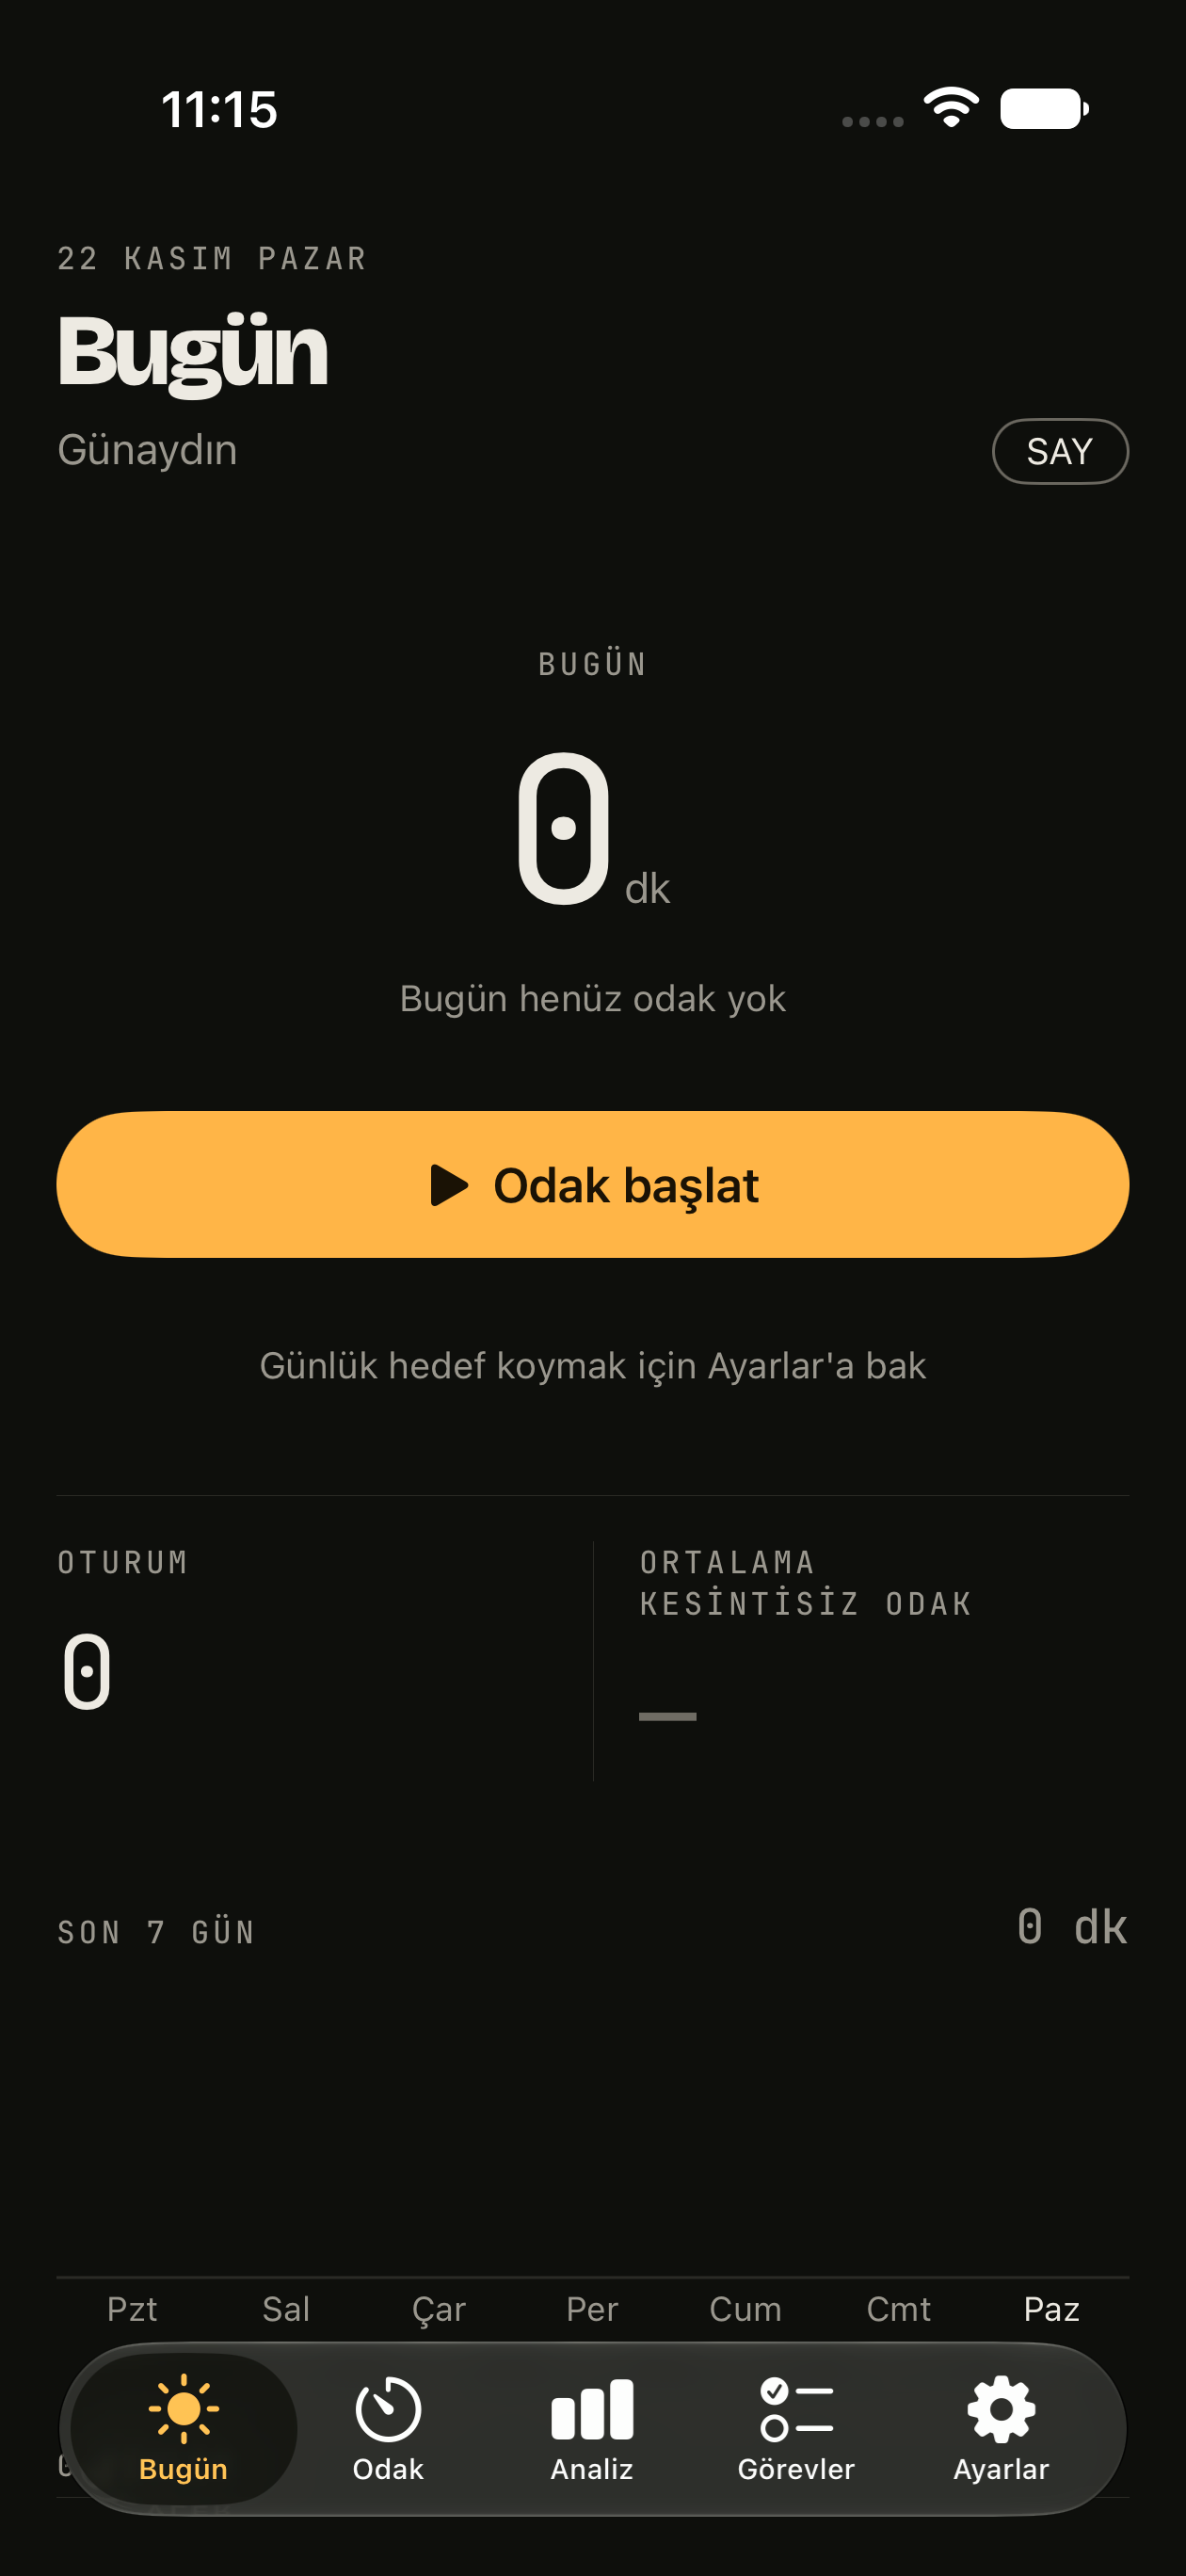 11:15
22 KASIM PAZAR
Bugün
Günaydın
SAY
BUGÜN
0 dk
Bugün henüz odak yok
Odak başlat
Günlük hedef koymak için Ayarlar'a bak
OTURUM
0
ORTALAMA
KESİNTİSİZ ODAK
—
SON 7 GÜN
0 dk
Pzt Sal Çar Per Cum Cmt Paz
Bugün Odak Analiz Görevler Ayarlar